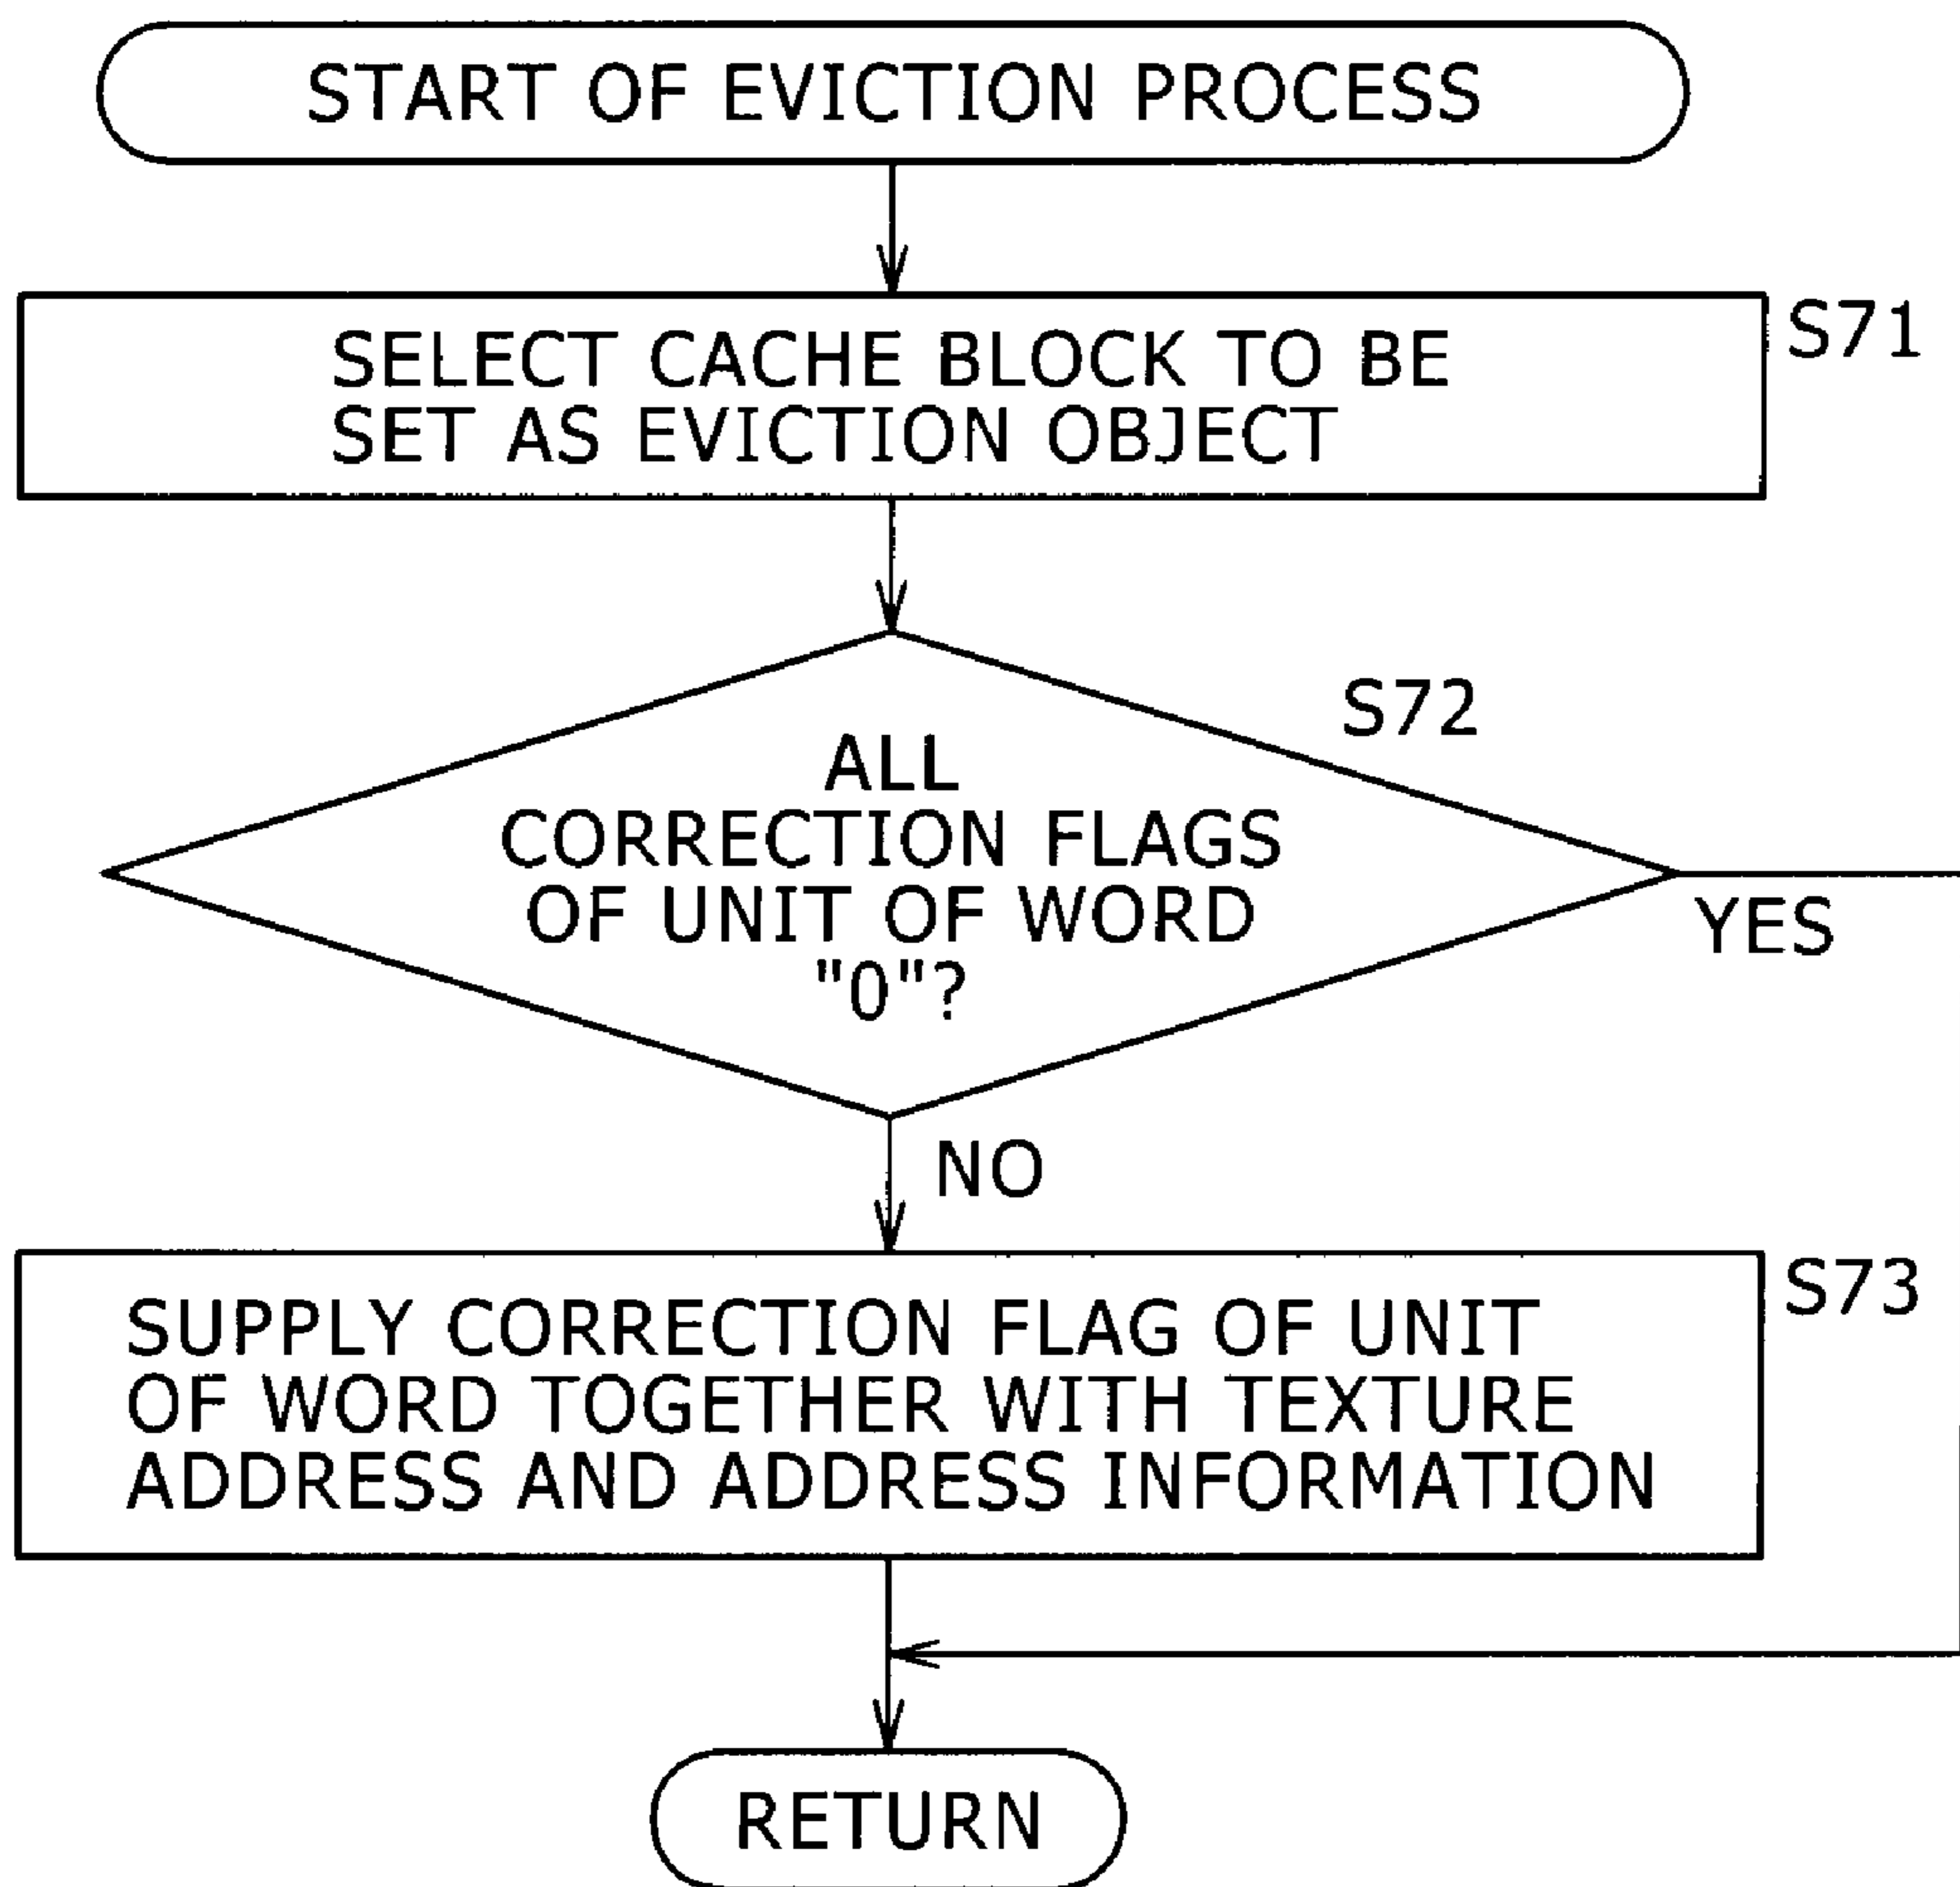 START OF EVICTION PROCESS
SELECT CACHE BLOCK TO BE
SET AS EVICTION OBJECT
S71
S72
ALL
CORRECTION FLAGS
OF UNIT OF WORD
"0"?
YES
NO
SUPPLY CORRECTION FLAG OF UNIT
OF WORD TOGETHER WITH TEXTURE
ADDRESS AND ADDRESS INFORMATION
S73
RETURN